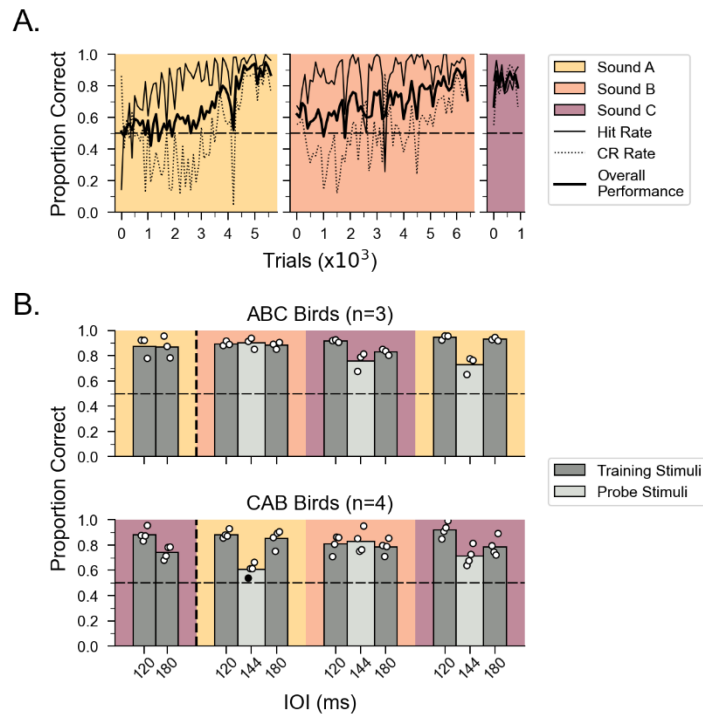 A.
Proportion Correct
1.0
0.8
0.6
0.4
0.2
0.0
0 1 2 3 4 5
0 1 2 3 4 5 6
0 1
Trials (x10³)
Sound A
Sound B
Sound C
Hit Rate
CR Rate
Overall
Performance
B.
ABC Birds (n=3)
Proportion Correct
1.0
0.8
0.6
0.4
0.2
0.0
Training Stimuli
Probe Stimuli
CAB Birds (n=4)
1.0
0.8
0.6
0.4
0.2
0.0
120 180 120 144 180 120 144 180 120 144 180
IOI (ms)